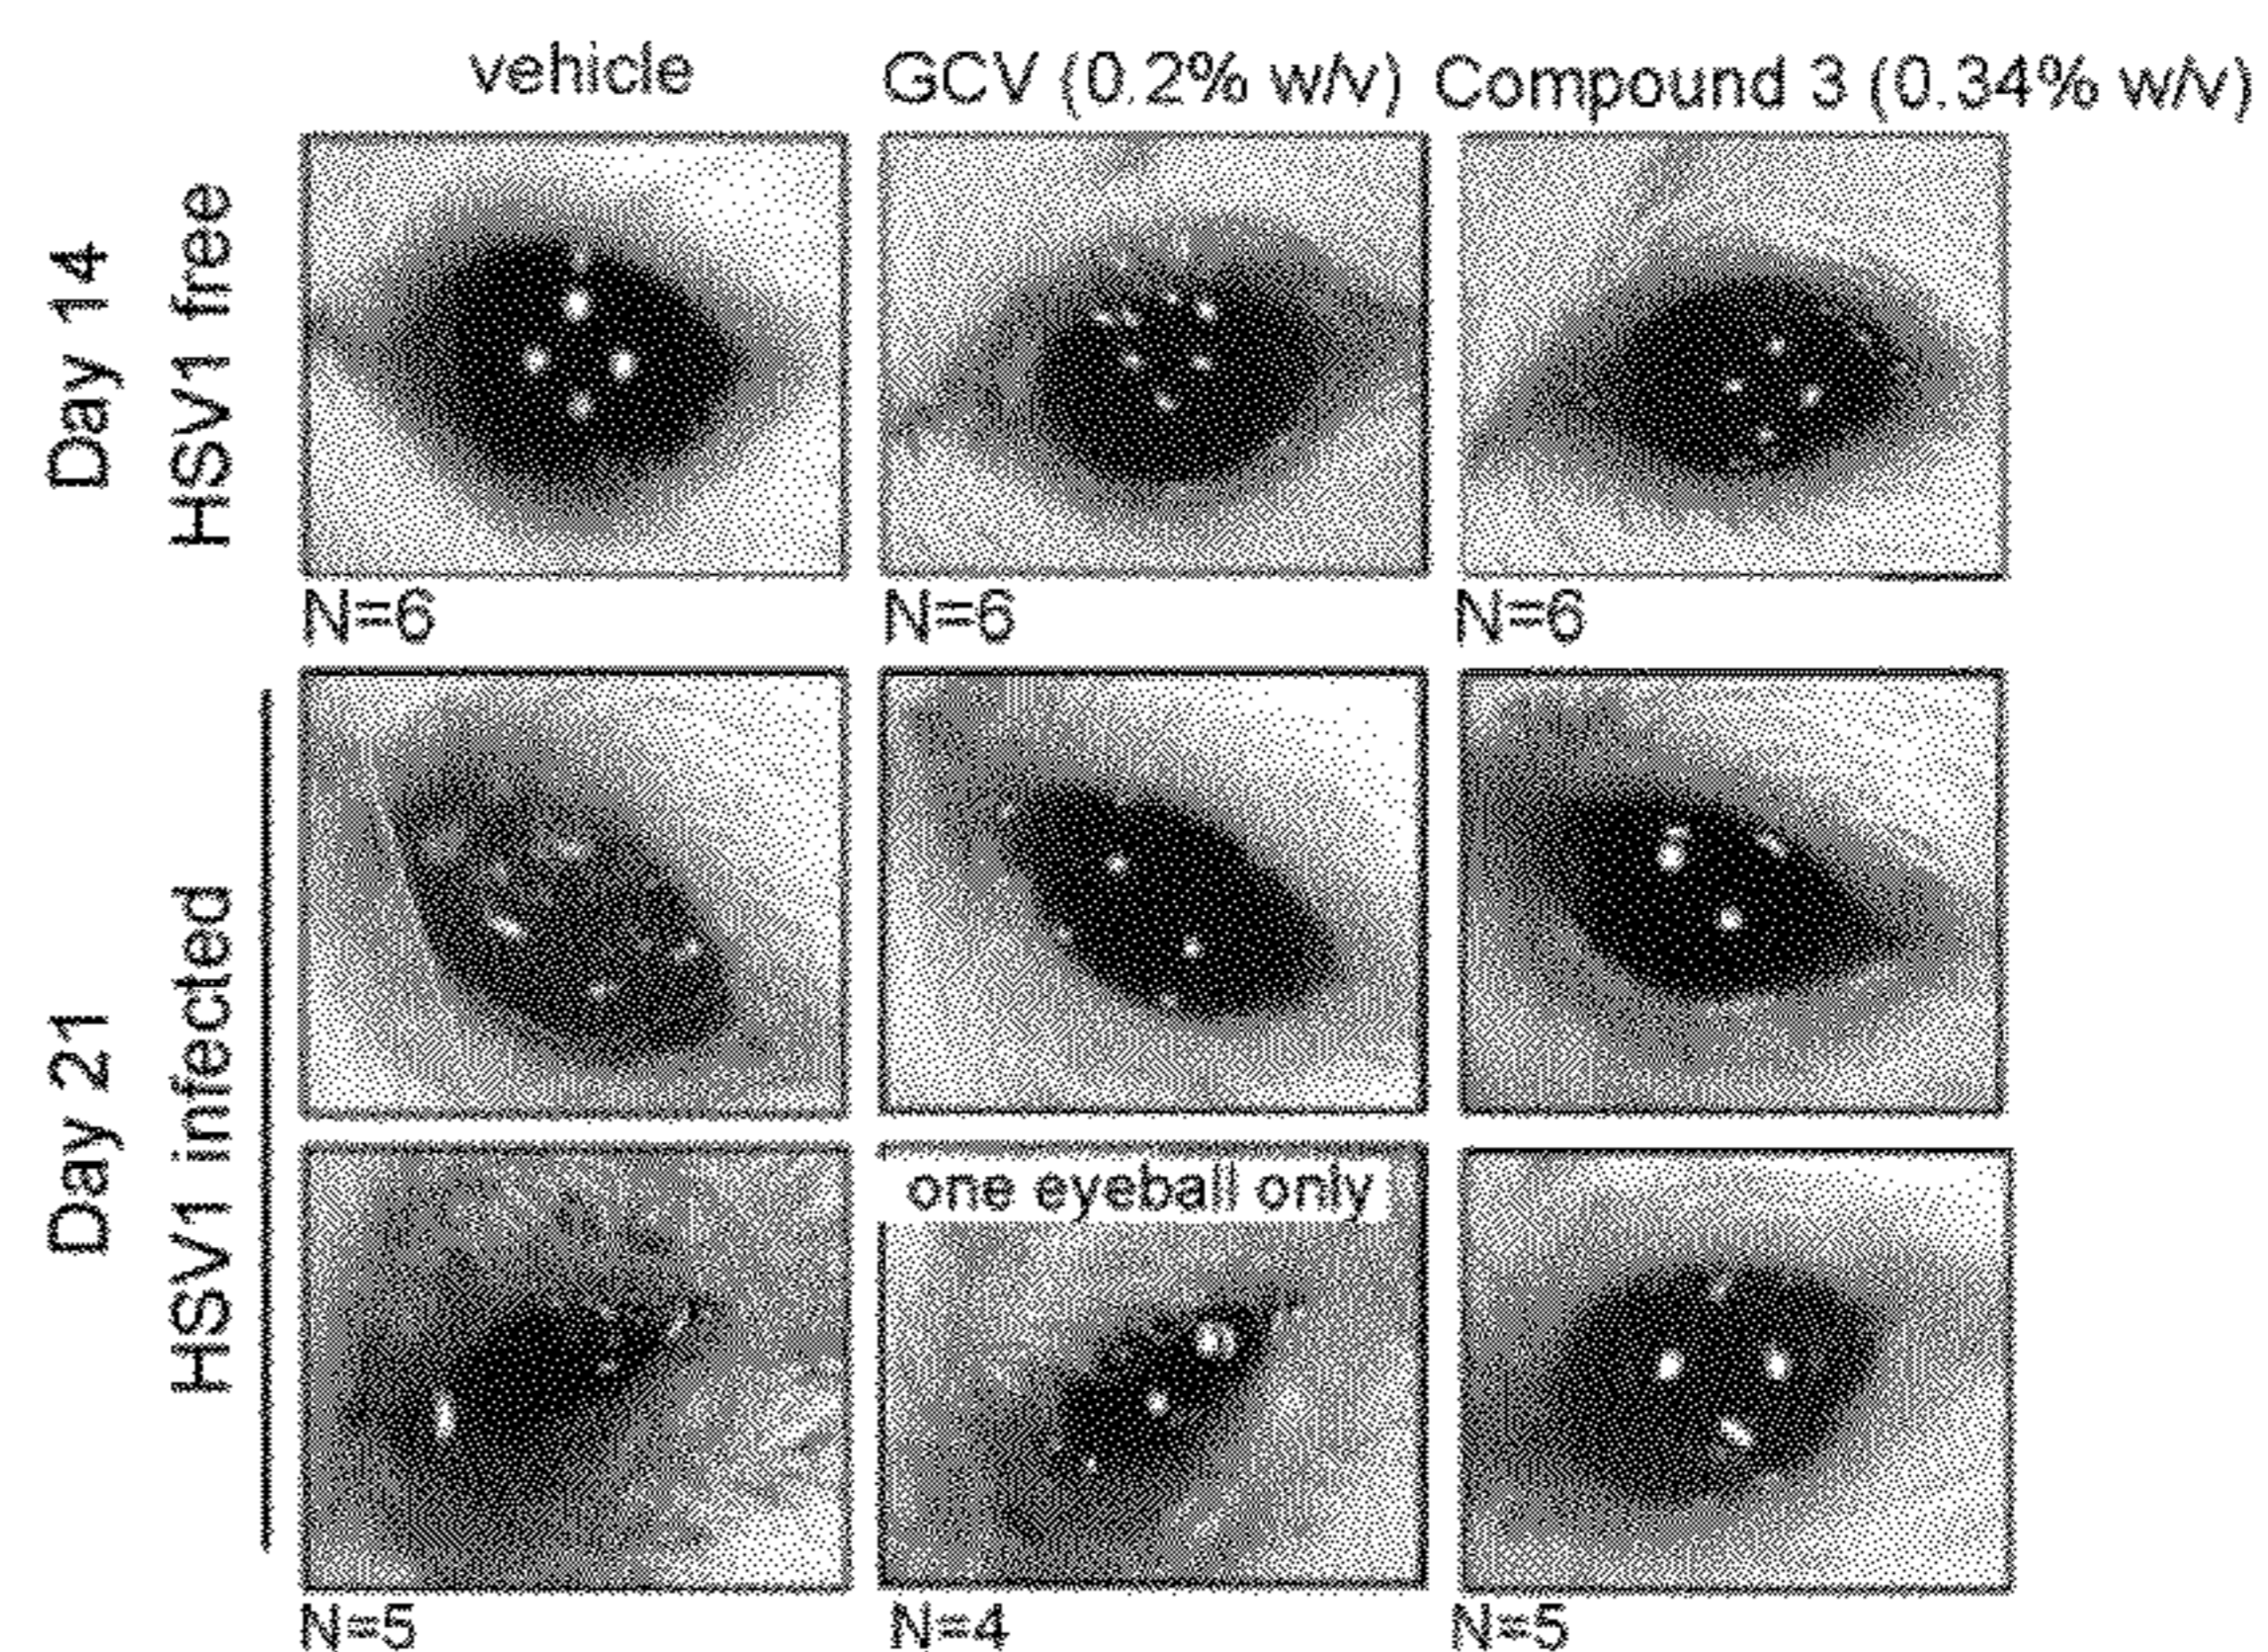 vehicle
GCV (0.2% w/v)
Compound 3 (0.34% w/v)
Day 14
HSV1 free
N=6
N=6
N=6
Day 21
HSV1 infected
one eyeball only
N=5
N=4
N=5